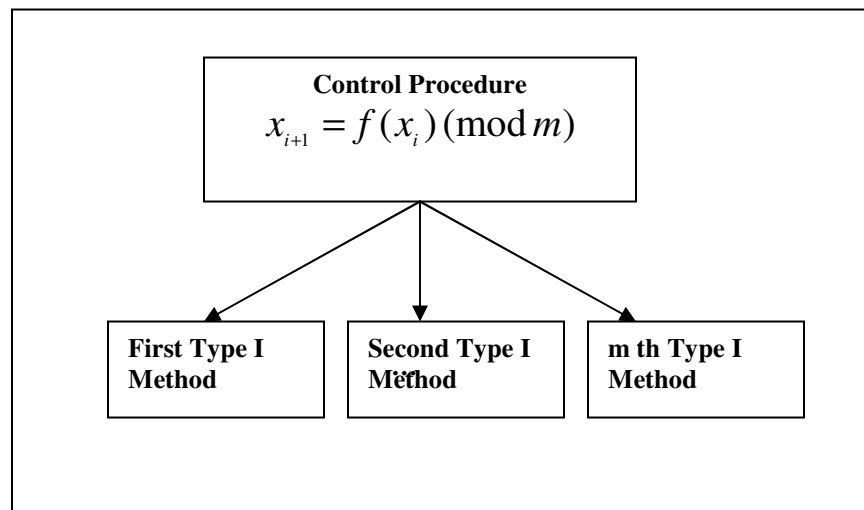 Control Procedure
x_{i+1} = f(x_i) (mod m)
First Type I
Method
Second Type I
Method
...
m th Type I
Method